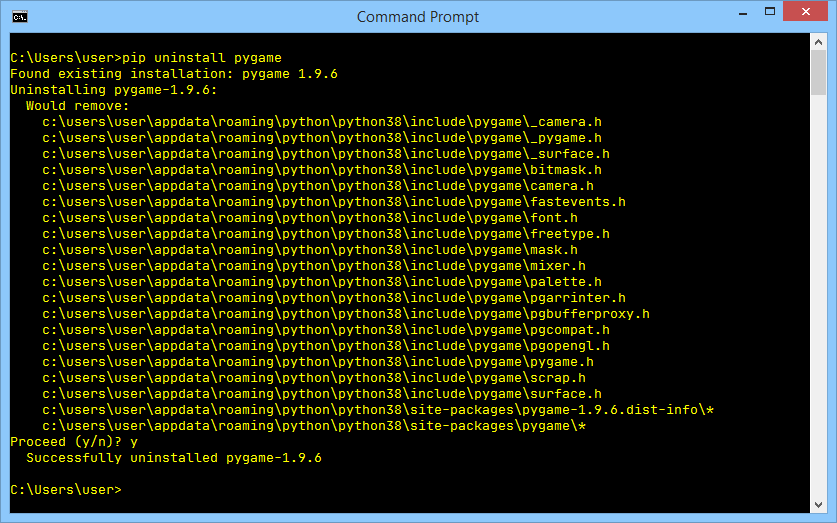 Command Prompt
C:\Users\user>pip uninstall pygame
Found existing installation: pygame 1.9.6
Uninstalling pygame-1.9.6:
  Would remove:
    c:\users\user\appdata\roaming\python\python38\include\pygame\_camera.h
    c:\users\user\appdata\roaming\python\python38\include\pygame\_pygame.h
    c:\users\user\appdata\roaming\python\python38\include\pygame\_surface.h
    c:\users\user\appdata\roaming\python\python38\include\pygame\bitmask.h
    c:\users\user\appdata\roaming\python\python38\include\pygame\camera.h
    c:\users\user\appdata\roaming\python\python38\include\pygame\fastevents.h
    c:\users\user\appdata\roaming\python\python38\include\pygame\font.h
    c:\users\user\appdata\roaming\python\python38\include\pygame\freetype.h
    c:\users\user\appdata\roaming\python\python38\include\pygame\mask.h
    c:\users\user\appdata\roaming\python\python38\include\pygame\mixer.h
    c:\users\user\appdata\roaming\python\python38\include\pygame\palette.h
    c:\users\user\appdata\roaming\python\python38\include\pygame\pgarrinter.h
    c:\users\user\appdata\roaming\python\python38\include\pygame\pgbufferproxy.h
    c:\users\user\appdata\roaming\python\python38\include\pygame\pgcompat.h
    c:\users\user\appdata\roaming\python\python38\include\pygame\pgopengl.h
    c:\users\user\appdata\roaming\python\python38\include\pygame\pygame.h
    c:\users\user\appdata\roaming\python\python38\include\pygame\scrap.h
    c:\users\user\appdata\roaming\python\python38\include\pygame\surface.h
    c:\users\user\appdata\roaming\python\python38\site-packages\pygame-1.9.6.dist-info\*
    c:\users\user\appdata\roaming\python\python38\site-packages\pygame\*
Proceed (y/n)? y
  Successfully uninstalled pygame-1.9.6
C:\Users\user>